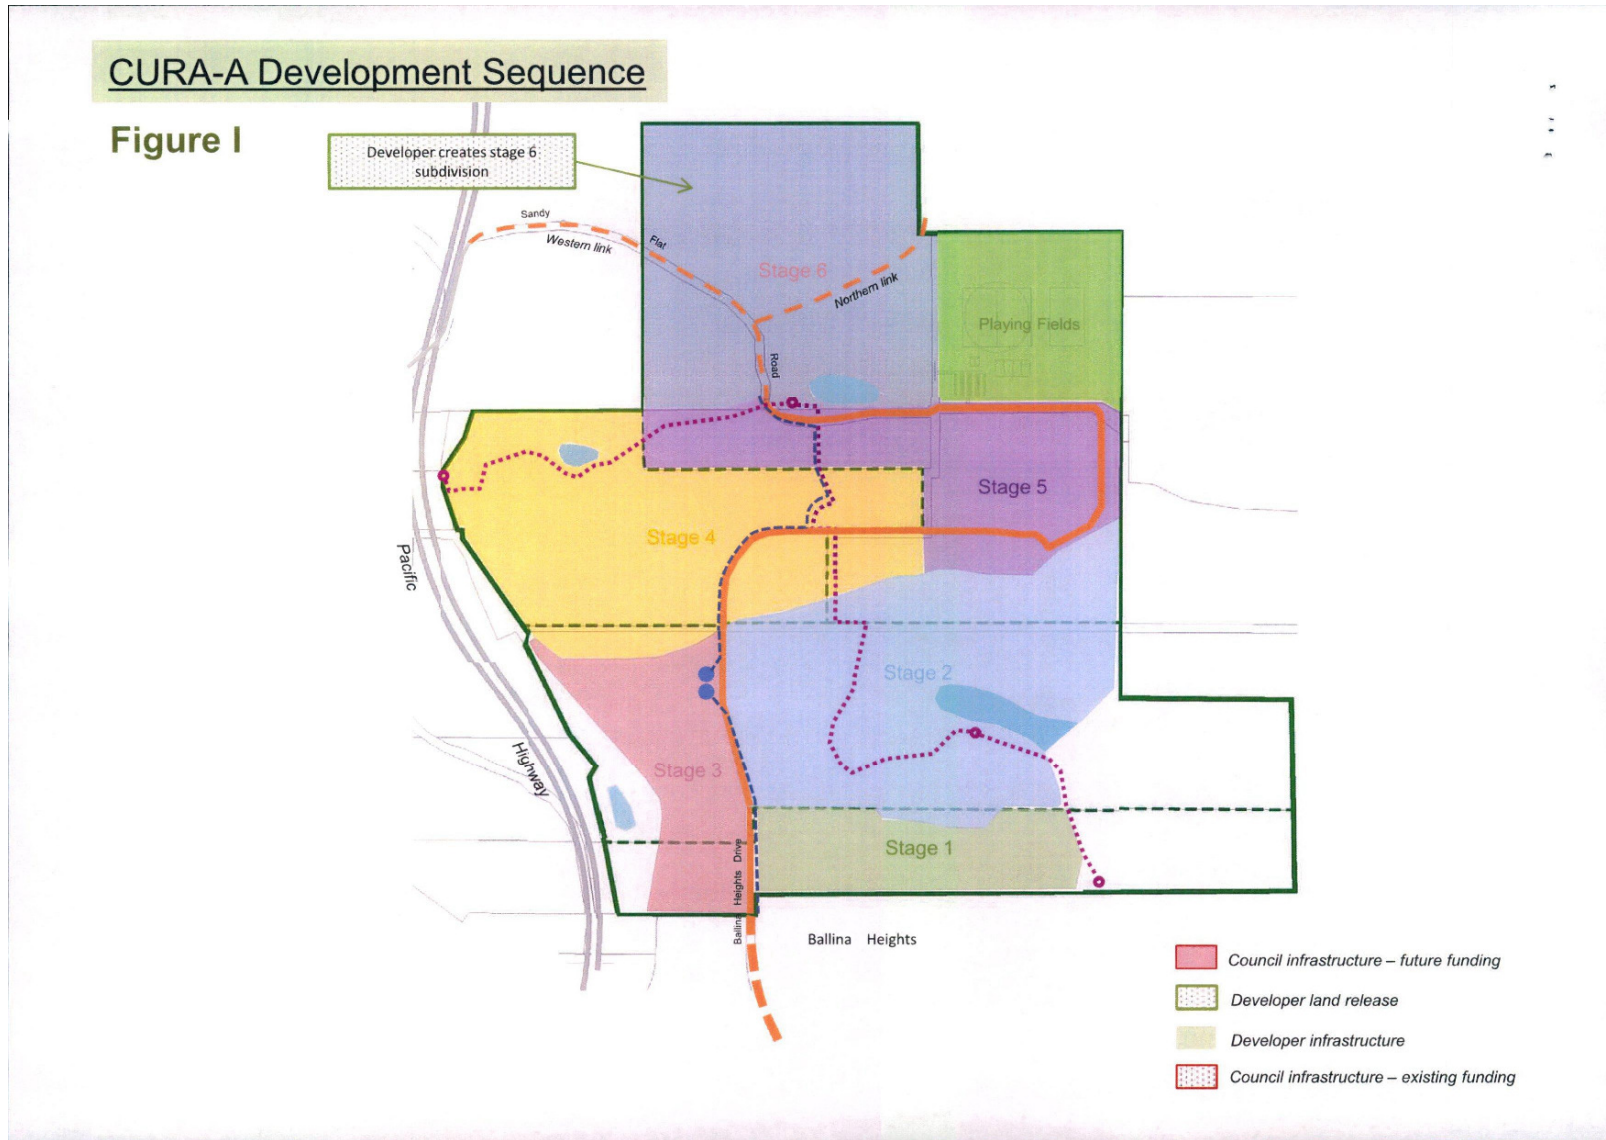 CURA-A Development Sequence
Figure I
Developer creates stage 6
subdivision
Sandy
Flat
Western link
Stage 6
Northern link
Road
Playing Fields
Stage 5
Stage 4
Pacific
Stage 2
Highway
Stage 3
Stage 1
Ballina Heights Drive
Ballina Heights
Council infrastructure – future funding
Developer land release
Developer infrastructure
Council infrastructure – existing funding